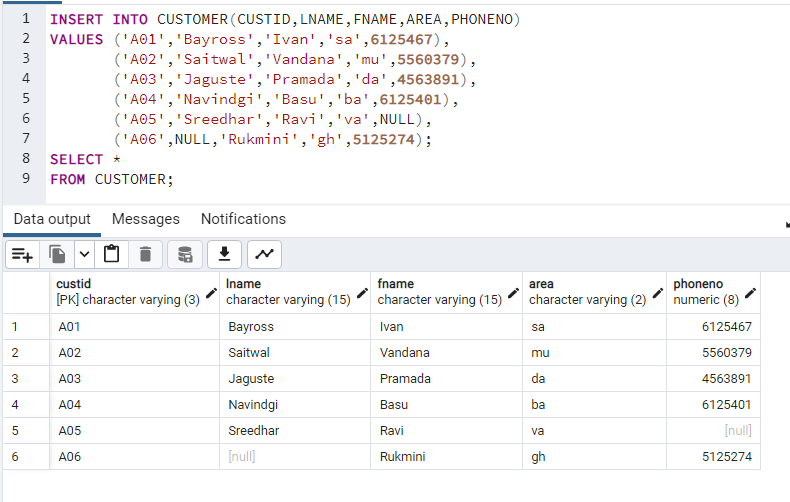 1 INSERT INTO CUSTOMER(CUSTID,LNAME,FNAME,AREA,PHONENO)
2 VALUES ('A01','Bayross','Ivan','sa',6125467),
3 ('A02','Saitwal','Vandana','mu',5560379),
4 ('A03','Jaguste','Pramada','da',4563891),
5 ('A04','Navindgi','Basu','ba',6125401),
6 ('A05','Sreedhar','Ravi','va',NULL),
7 ('A06',NULL,'Rukmini','gh',5125274);
8 SELECT *
9 FROM CUSTOMER;
Data output Messages Notifications
custid lname fname area phoneno
[PK] character varying (3) character varying (15) character varying (15) character varying (2) numeric (8)
1 A01 Bayross Ivan sa 6125467
2 A02 Saitwal Vandana mu 5560379
3 A03 Jaguste Pramada da 4563891
4 A04 Navindgi Basu ba 6125401
5 A05 Sreedhar Ravi va [null]
6 A06 [null] Rukmini gh 5125274